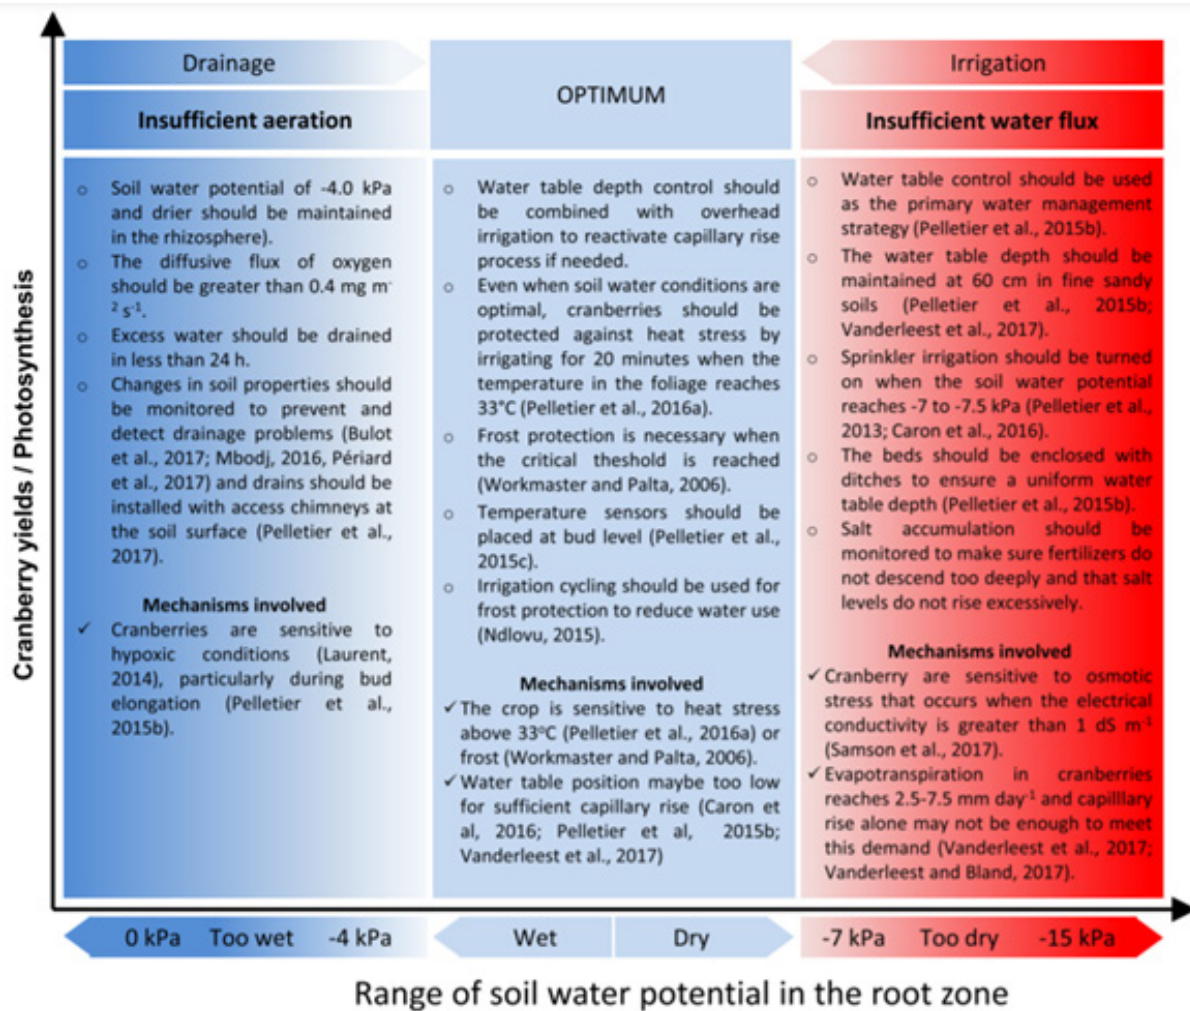 Cranberry yields / Photosynthesis
Drainage
Insufficient aeration
○ Soil water potential of -4.0 kPa
and drier should be maintained
in the rhizosphere).
○ The diffusive flux of oxygen
should be greater than 0.4 mg m-
2 s-1.
○ Excess water should be drained
in less than 24 h.
○ Changes in soil properties should
be monitored to prevent and
detect drainage problems (Bulot
et al., 2017; Mbodj, 2016, Périard
et al., 2017) and drains should be
installed with access chimneys at
the soil surface (Pelletier et al.,
2017).
Mechanisms involved
✓ Cranberries are sensitive to
hypoxic conditions (Laurent,
2014), particularly during bud
elongation (Pelletier et al.,
2015b).
OPTIMUM
○ Water table depth control should
be combined with overhead
irrigation to reactivate capillary rise
process if needed.
○ Even when soil water conditions are
optimal, cranberries should be
protected against heat stress by
irrigating for 20 minutes when the
temperature in the foliage reaches
33°C (Pelletier et al., 2016a).
○ Frost protection is necessary when
the critical theshold is reached
(Workmaster and Palta, 2006).
○ Temperature sensors should be
placed at bud level (Pelletier et al.,
2015c).
○ Irrigation cycling should be used for
frost protection to reduce water use
(Ndlovu, 2015).
Mechanisms involved
✓ The crop is sensitive to heat stress
above 33°C (Pelletier et al., 2016a) or
frost (Workmaster and Palta, 2006).
✓ Water table position maybe too low
for sufficient capillary rise (Caron et
al, 2016; Pelletier et al, 2015b;
Vanderleest et al., 2017)
Irrigation
Insufficient water flux
○ Water table control should be used
as the primary water management
strategy (Pelletier et al., 2015b).
○ The water table depth should be
maintained at 60 cm in fine sandy
soils (Pelletier et al., 2015b;
Vanderleest et al., 2017).
○ Sprinkler irrigation should be turned
on when the soil water potential
reaches -7 to -7.5 kPa (Pelletier et al.,
2013; Caron et al., 2016).
○ The beds should be enclosed with
ditches to ensure a uniform water
table depth (Pelletier et al., 2015b).
○ Salt accumulation should be
monitored to make sure fertilizers do
not descend too deeply and that salt
levels do not rise excessively.
Mechanisms involved
✓ Cranberry are sensitive to osmotic
stress that occurs when the electrical
conductivity is greater than 1 dS m-1
(Samson et al., 2017).
✓ Evapotranspiration in cranberries
reaches 2.5-7.5 mm day-1 and capilllary
rise alone may not be enough to meet
this demand (Vanderleest et al., 2017;
Vanderleest and Bland, 2017).
0 kPa Too wet -4 kPa
Wet Dry
-7 kPa Too dry -15 kPa
Range of soil water potential in the root zone